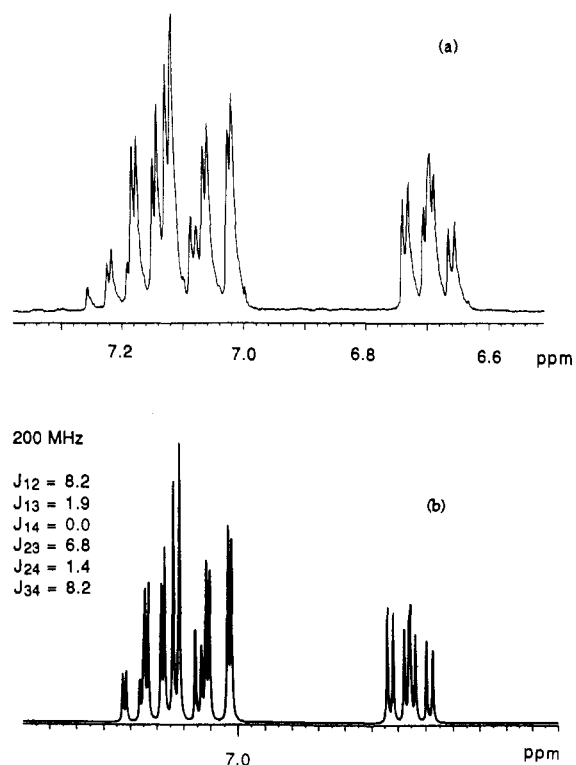 (a)
7.2 7.0 6.8 6.6 ppm
200 MHz
(b)
J12 = 8.2
J13 = 1.9
J14 = 0.0
J23 = 6.8
J24 = 1.4
J34 = 8.2
7.0 ppm